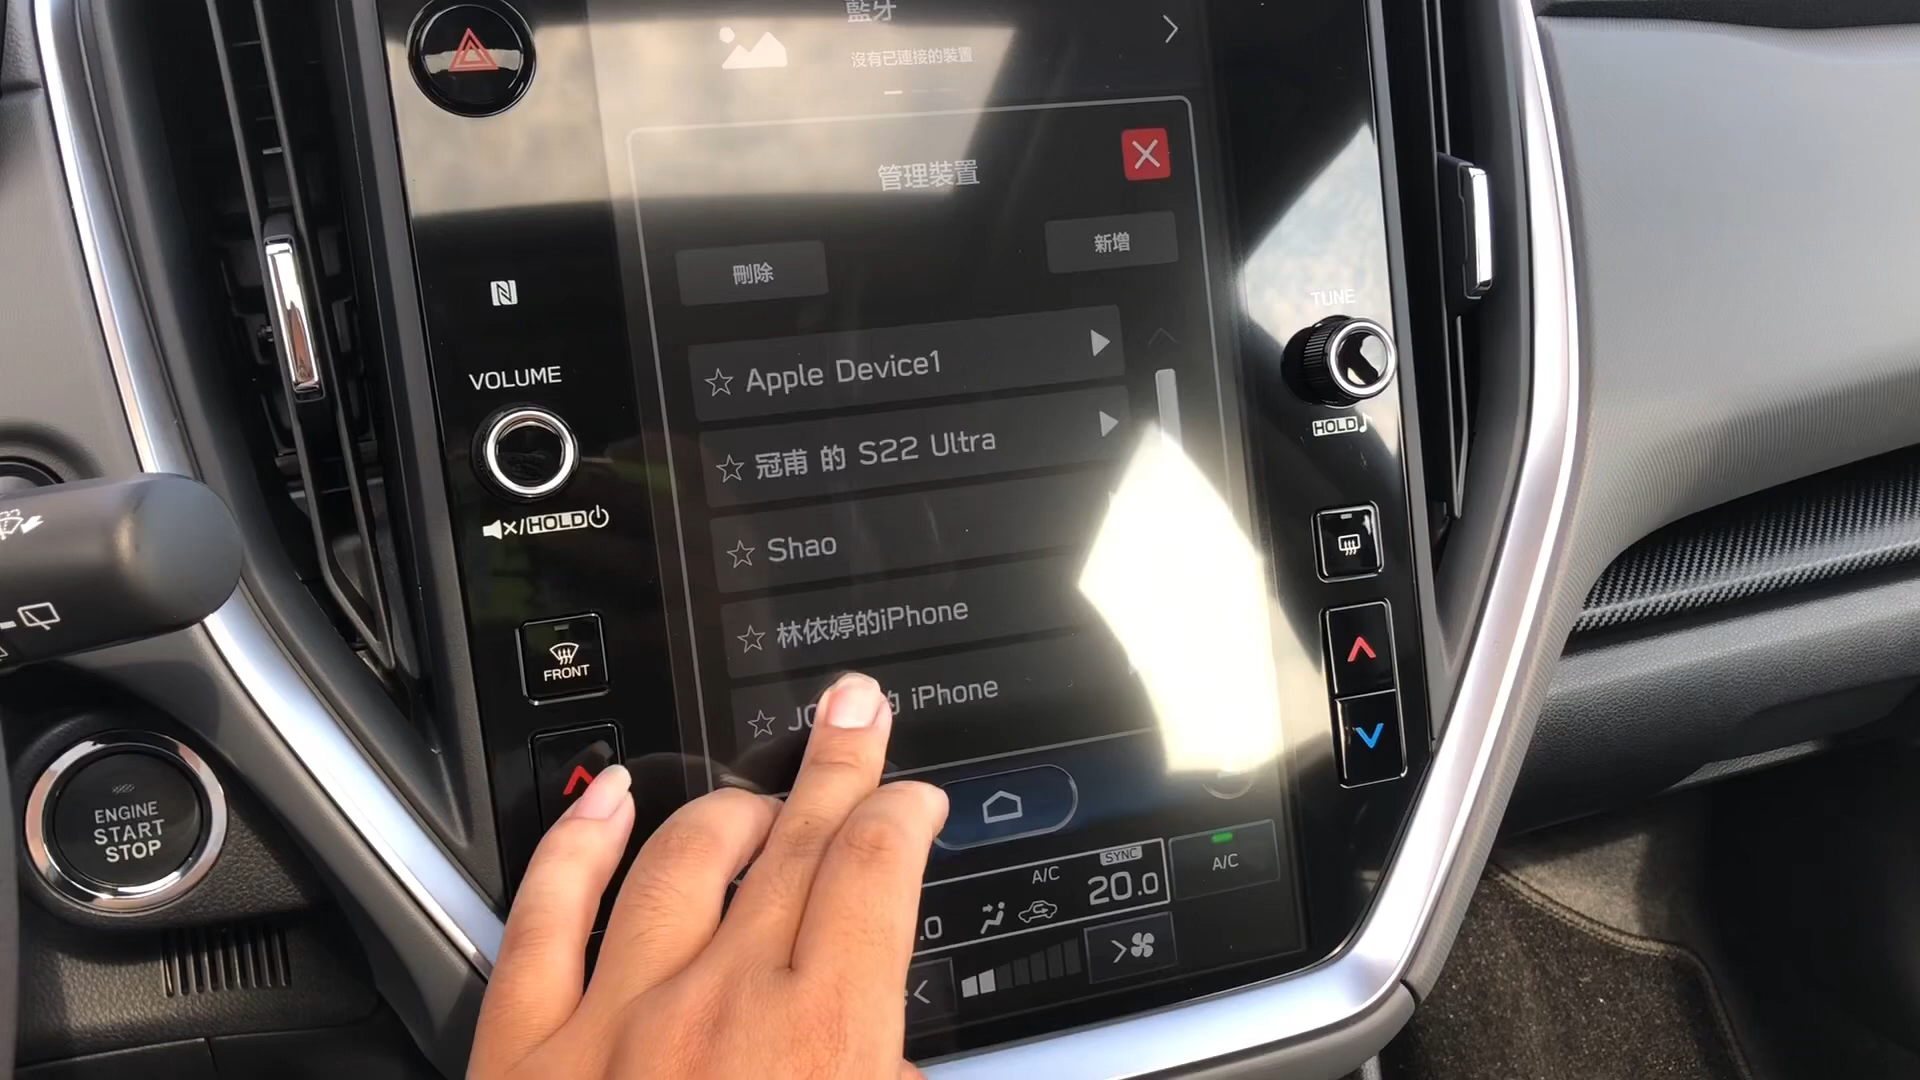 藍牙
沒有已連接的裝置
管理裝置
刪除
新增
TUNE
Apple Device1
VOLUME
冠甫 的 S22 Ultra
HOLD
Shao
HOLD
林依婷的iPhone
FRONT
的 iPhone
ENGINE
START
STOP
SYNC
A/C
20.0
A/C
.0